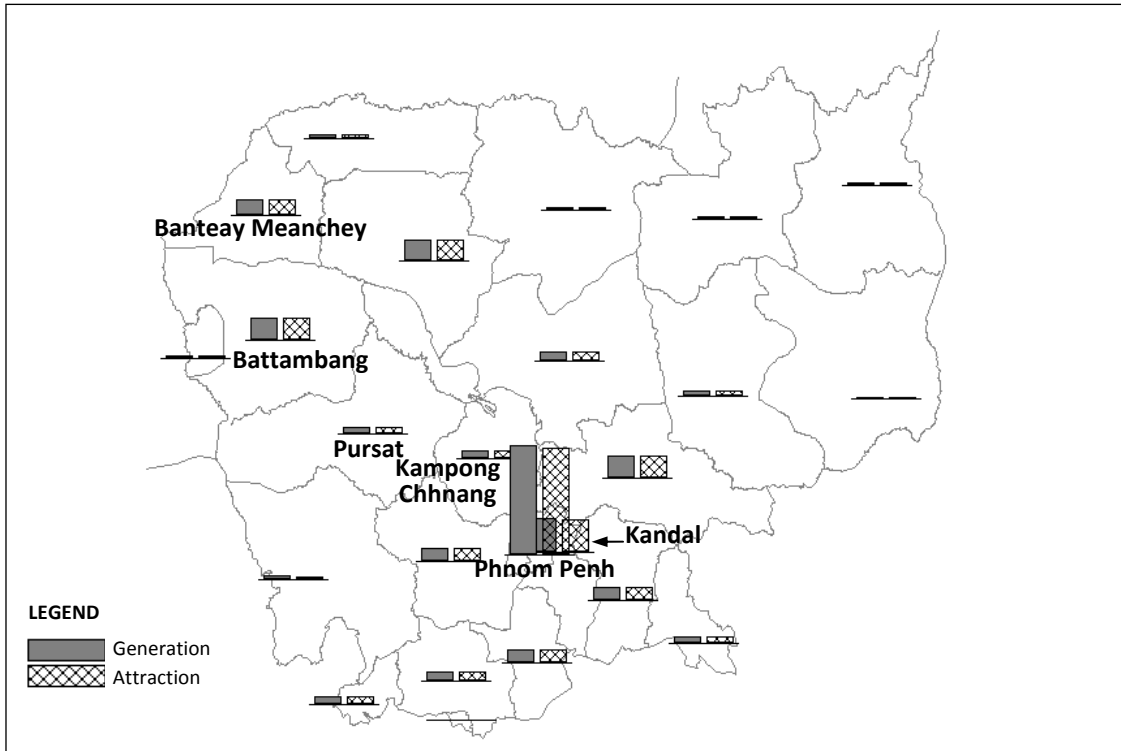 Banteay Meanchey
Battambang
Pursat
Kampong
Chhnang
Kandal
Phnom Penh
LEGEND
Generation
Attraction